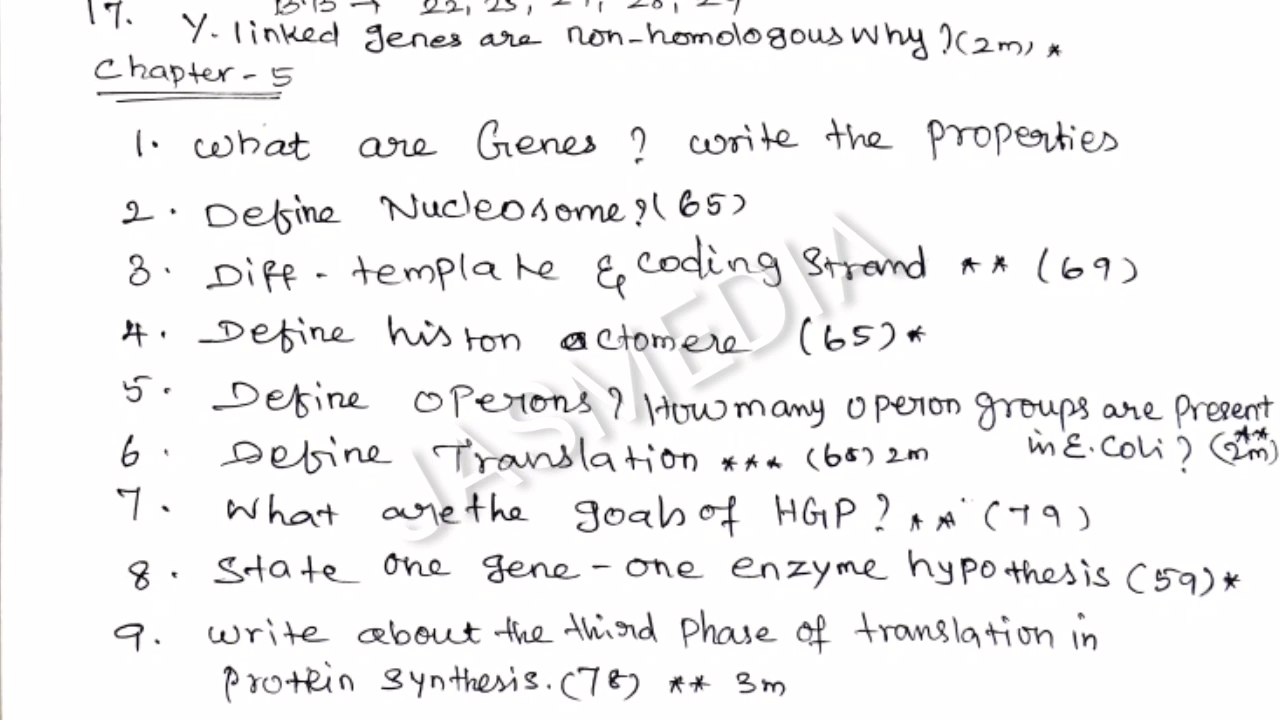 17. 
Y. linked genes are non-homologous why? (2m) *
Chapter - 5
1. What are Genes? write the properties
2. Define Nucleosome? (65)
3. Diff - template & coding Strand ** (69)
4. Define histon octomere (65) *
5. Define operons? How many operon groups are present
in E. Coli? (2m) **
6. Define Translation *** (68) 2m
7. What are the goals of HGP? ** (79)
8. State one gene - one enzyme hypothesis (59) *
9. Write about the third phase of translation in
protein synthesis. (78) ** 3m
JASMEDIA